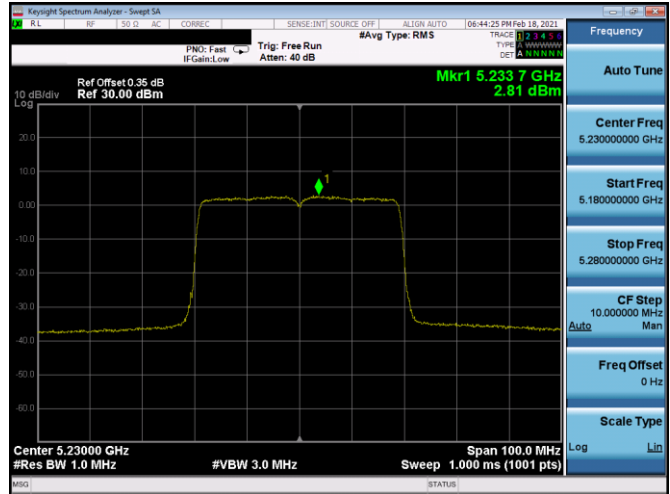 Keysight Spectrum Analyzer - Swept SA
RL RF 50 Ω AC CORREC SENSE:INT SOURCE OFF ALIGN AUTO 06:44:25 PM Feb 18, 2021
Frequency
#Avg Type: RMS
TRACE 1 2 3 4 5 6
TYPE A WWWWW
DET A NNNNN
PNO: Fast
IFGain:Low
Trig: Free Run
Atten: 40 dB
Auto Tune
Ref Offset 0.35 dB
Ref 30.00 dBm
10 dB/div
Log
Mkr1 5.233 7 GHz
2.81 dBm
Center Freq
5.230000000 GHz
20.0
10.0
1
Start Freq
5.180000000 GHz
0.00
-10.0
Stop Freq
5.280000000 GHz
-20.0
-30.0
CF Step
10.000000 MHz
Auto Man
-40.0
-50.0
Freq Offset
0 Hz
-60.0
Scale Type
Log Lin
Center 5.23000 GHz
Span 100.0 MHz
#Res BW 1.0 MHz
#VBW 3.0 MHz
Sweep 1.000 ms (1001 pts)
MSG STATUS